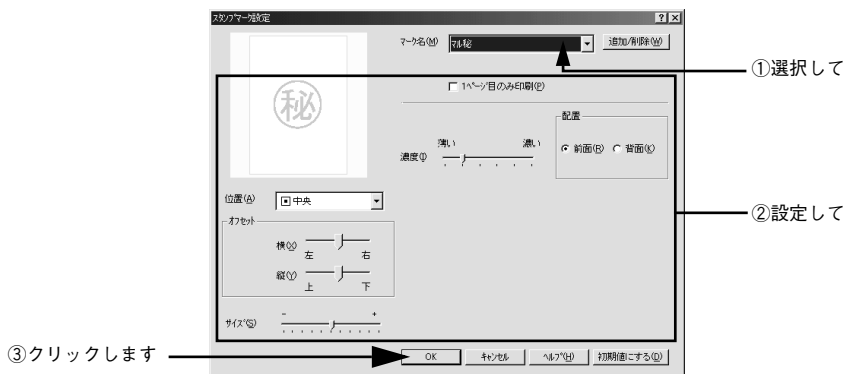 スタンプマーク設定
マーク名(M) マル秘 追加/削除(W)
①選択して
1ページ目のみ印刷(P)
秘
配置
薄い 濃い
濃度(I)
前面(R) 背面(K)
位置(A) 中央
②設定して
オフセット
横(X)
左 右
縦(Y)
上 下
- +
サイズ(S)
③クリックします
OK キャンセル ヘルプ(H) 初期値にする(D)